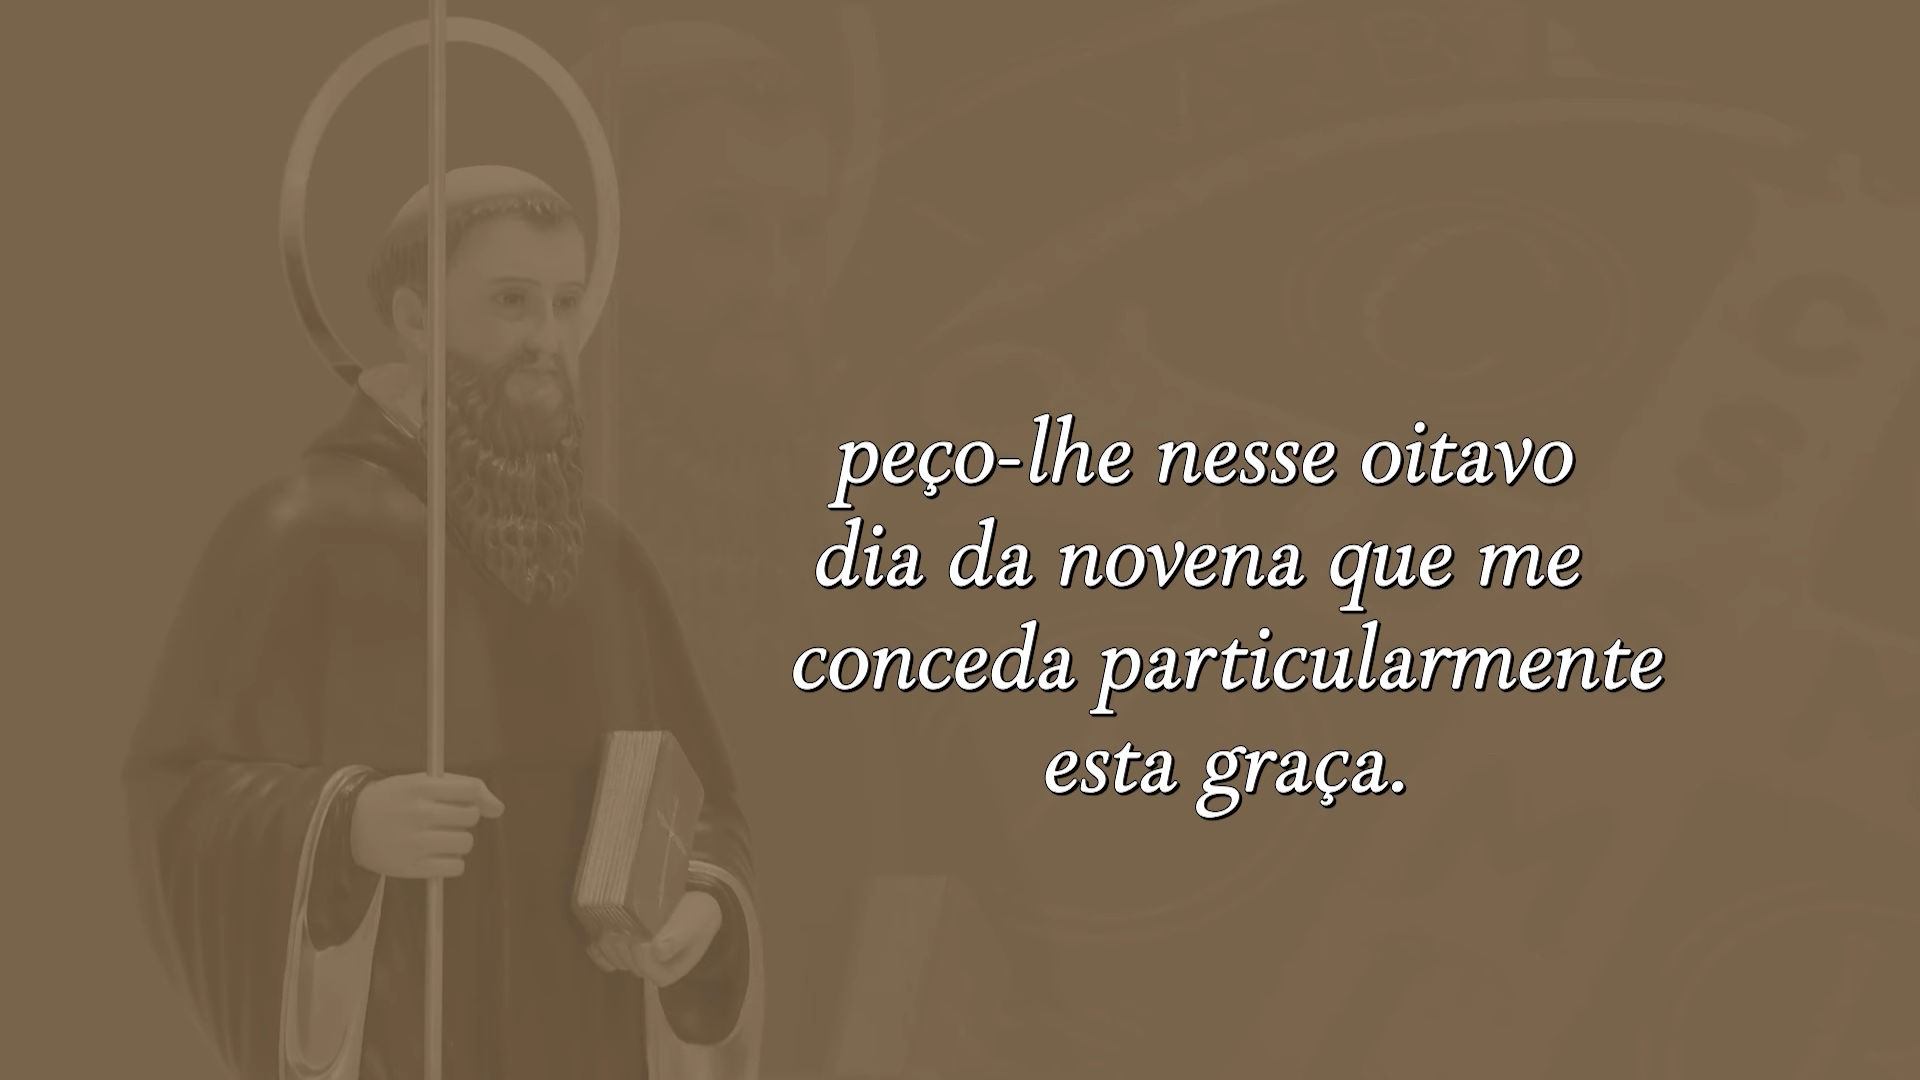 peço-lhe nesse oitavo
dia da novena que me
conceda particularmente
esta graça.